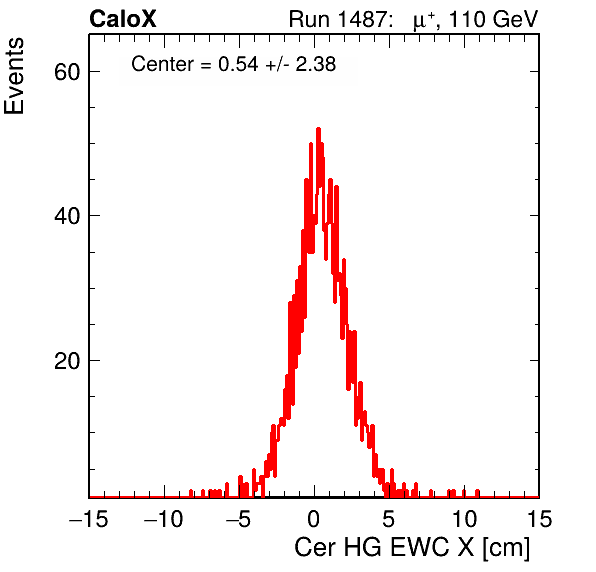 CaloX Run 1487: μ⁺, 110 GeV
Center = 0.54 +/- 2.38
Events
60
40
20
−15 −10 −5 0 5 10 15
Cer HG EWC X [cm]